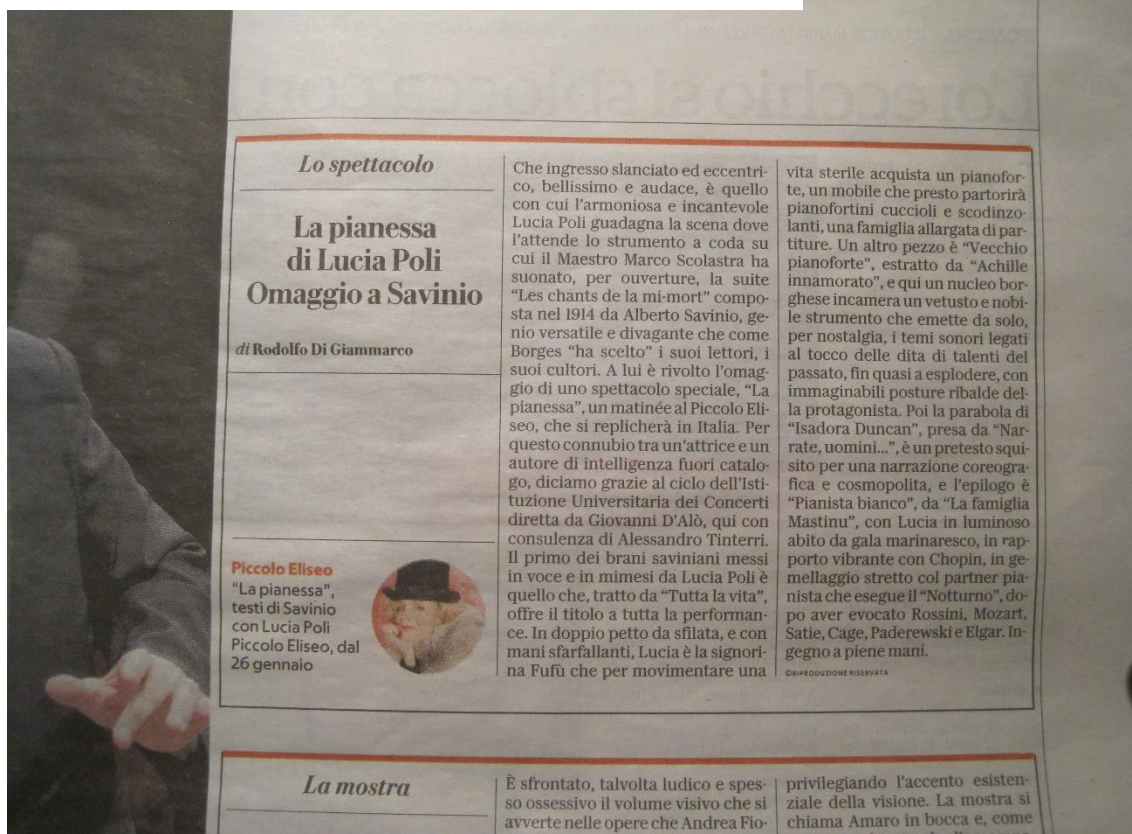 Lo spettacolo
La pianessa
di Lucia Poli
Omaggio a Savinio
di Rodolfo Di Giammarco
Piccolo Eliseo
"La pianessa",
testi di Savinio
con Lucia Poli
Piccolo Eliseo, dal
26 gennaio
Che ingresso slanciato ed eccentri-
co, bellissimo e audace, è quello
con cui l'armoniosa e incantevole
Lucia Poli guadagna la scena dove
l'attende lo strumento a coda su
cui il Maestro Marco Scolastra ha
suonato, per ouverture, la suite
"Les chants de la mi-mort" compo-
sta nel 1914 da Alberto Savinio, ge-
nio versatile e divagante che come
Borges "ha scelto" i suoi lettori, i
suoi cultori. A lui è rivolto l'omag-
gio di uno spettacolo speciale, "La
pianessa", un matinée al Piccolo Eli-
seo, che si replicherà in Italia. Per
questo connubio tra un'attrice e un
autore di intelligenza fuori catalo-
go, diciamo grazie al ciclo dell'Isti-
tuzione Universitaria dei Concerti
diretta da Giovanni D'Alò, qui con
consulenza di Alessandro Tinterri.
Il primo dei brani saviniani messi
in voce e in mimesi da Lucia Poli è
quello che, tratto da "Tutta la vita",
offre il titolo a tutta la performan-
ce. In doppio petto da sfilata, e con
mani sfarfallanti, Lucia è la signori-
na Fufù che per movimentare una
vita sterile acquista un pianofor-
te, un mobile che presto partorirà
pianofortini cuccioli e scodinzo-
lanti, una famiglia allargata di par-
titure. Un altro pezzo è "Vecchio
pianoforte", estratto da "Achille
innamorato", e qui un nucleo bor-
ghese incamera un vetusto e nobi-
le strumento che emette da solo,
per nostalgia, i temi sonori legati
al tocco delle dita di talenti del
passato, fin quasi a esplodere, con
immaginabili posture ribalde del-
la protagonista. Poi la parabola di
"Isadora Duncan", presa da "Nar-
rate, uomini...", è un pretesto squi-
sito per una narrazione coreogra-
fica e cosmopolita, e l'epilogo è
"Pianista bianco", da "La famiglia
Mastinu", con Lucia in luminoso
abito da gala marinaresco, in rap-
porto vibrante con Chopin, in ge-
mellaggio stretto col partner pia-
nista che esegue il "Notturno", do-
po aver evocato Rossini, Mozart,
Satie, Cage, Paderewski e Elgar. In-
gegno a piene mani.
©RIPRODUZIONE RISERVATA
La mostra
È sfrontato, talvolta ludico e spes-
so ossessivo il volume visivo che si
avverte nelle opere che Andrea Fio-
privilegiando l'accento esisten-
ziale della visione. La mostra si
chiama Amaro in bocca e, come